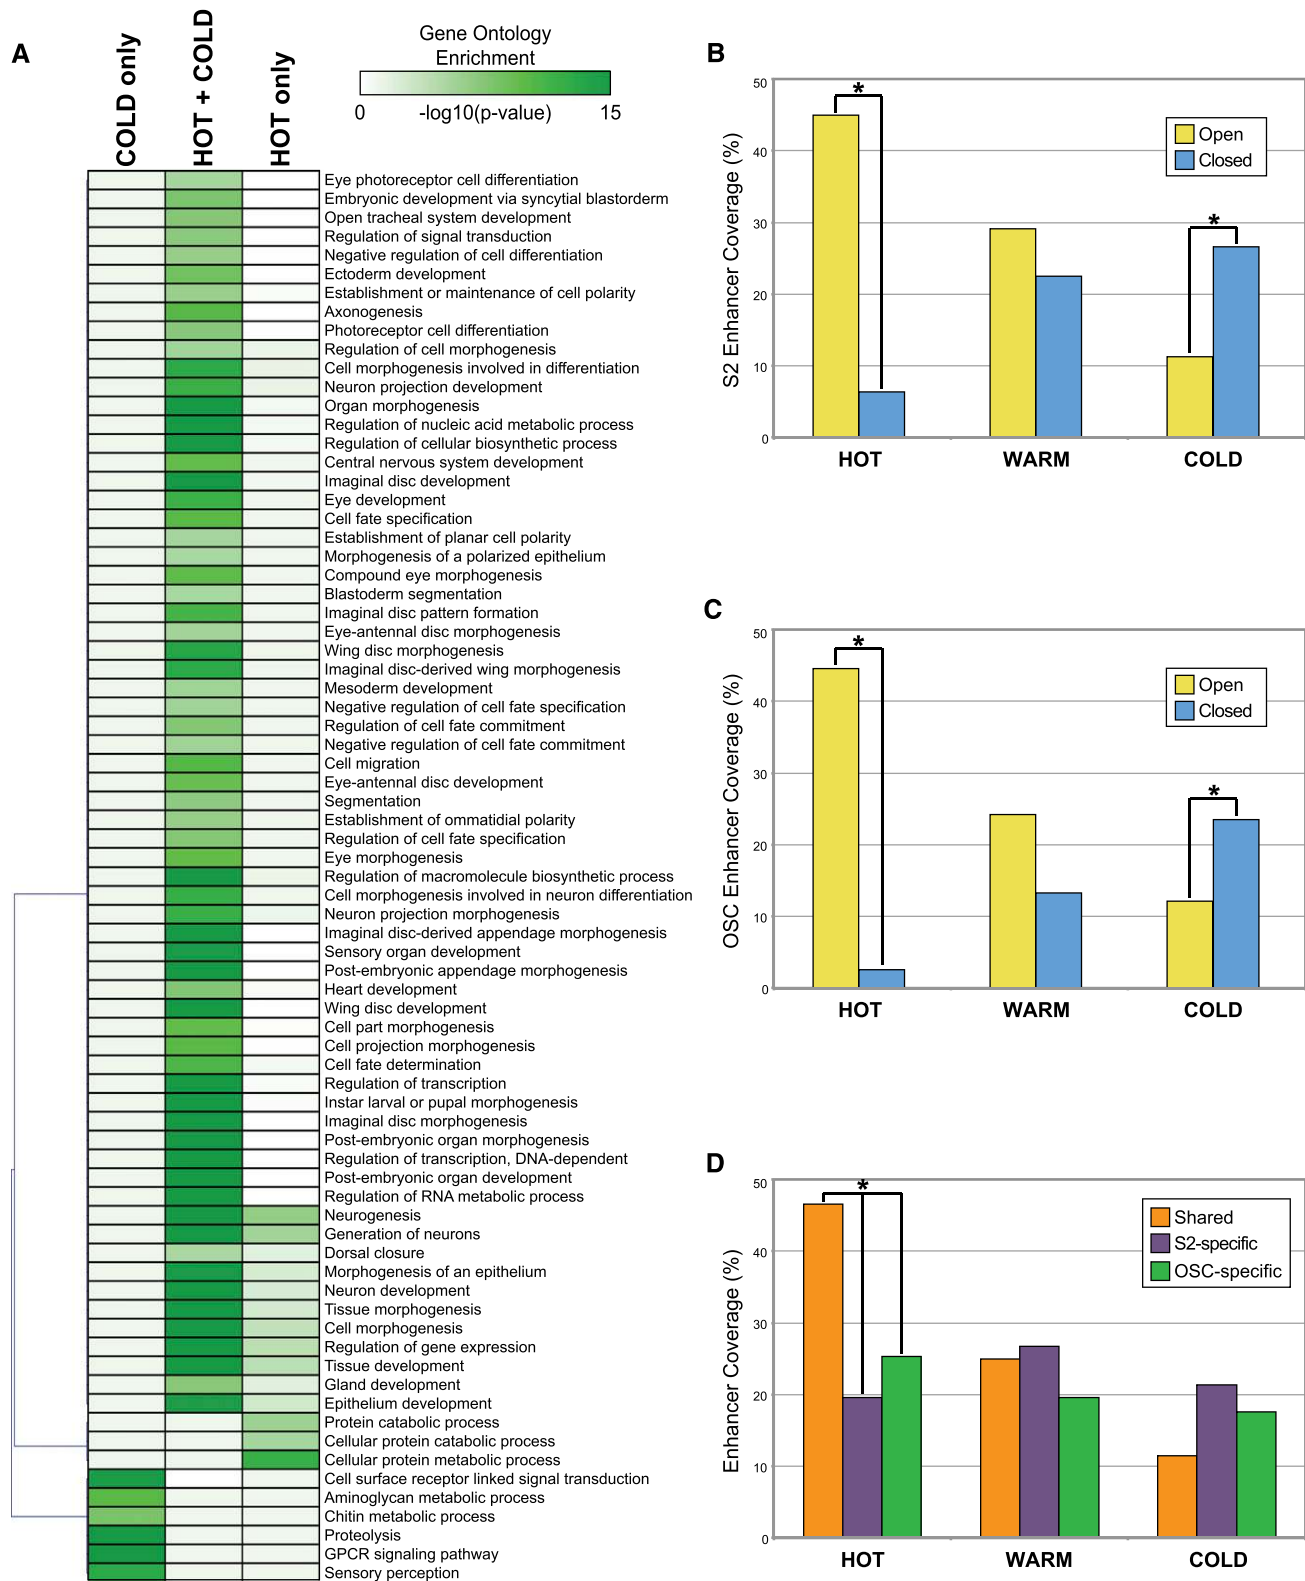 A
COLD only
HOT + COLD
HOT only
Gene Ontology
Enrichment
0
-log10(p-value)
15
Eye photoreceptor cell differentiation
Embryonic development via syncytial blastorderm
Open tracheal system development
Regulation of signal transduction
Negative regulation of cell differentiation
Ectoderm development
Establishment or maintenance of cell polarity
Axonogenesis
Photoreceptor cell differentiation
Regulation of cell morphogenesis
Cell morphogenesis involved in differentiation
Neuron projection development
Organ morphogenesis
Regulation of nucleic acid metabolic process
Regulation of cellular biosynthetic process
Central nervous system development
Imaginal disc development
Eye development
Cell fate specification
Establishment of planar cell polarity
Morphogenesis of a polarized epithelium
Compound eye morphogenesis
Blastoderm segmentation
Imaginal disc pattern formation
Eye-antennal disc morphogenesis
Wing disc morphogenesis
Imaginal disc-derived wing morphogenesis
Mesoderm development
Negative regulation of cell fate specification
Regulation of cell fate commitment
Negative regulation of cell fate commitment
Cell migration
Eye-antennal disc development
Segmentation
Establishment of ommatidial polarity
Regulation of cell fate specification
Eye morphogenesis
Regulation of macromolecule biosynthetic process
Cell morphogenesis involved in neuron differentiation
Neuron projection morphogenesis
Imaginal disc-derived appendage morphogenesis
Sensory organ development
Post-embryonic appendage morphogenesis
Heart development
Wing disc development
Cell part morphogenesis
Cell projection morphogenesis
Cell fate determination
Regulation of transcription
Instar larval or pupal morphogenesis
Imaginal disc morphogenesis
Post-embryonic organ morphogenesis
Regulation of transcription, DNA-dependent
Post-embryonic organ development
Regulation of RNA metabolic process
Neurogenesis
Generation of neurons
Dorsal closure
Morphogenesis of an epithelium
Neuron development
Tissue morphogenesis
Cell morphogenesis
Regulation of gene expression
Tissue development
Gland development
Epithelium development
Protein catabolic process
Cellular protein catabolic process
Cellular protein metabolic process
Cell surface receptor linked signal transduction
Aminoglycan metabolic process
Chitin metabolic process
Proteolysis
GPCR signaling pathway
Sensory perception
B
S2 Enhancer Coverage (%)
50
40
30
20
10
0
*
*
Open
Closed
HOT
WARM
COLD
C
OSC Enhancer Coverage (%)
50
40
30
20
10
0
*
*
Open
Closed
HOT
WARM
COLD
D
Enhancer Coverage (%)
50
40
30
20
10
0
*
Shared
S2-specific
OSC-specific
HOT
WARM
COLD